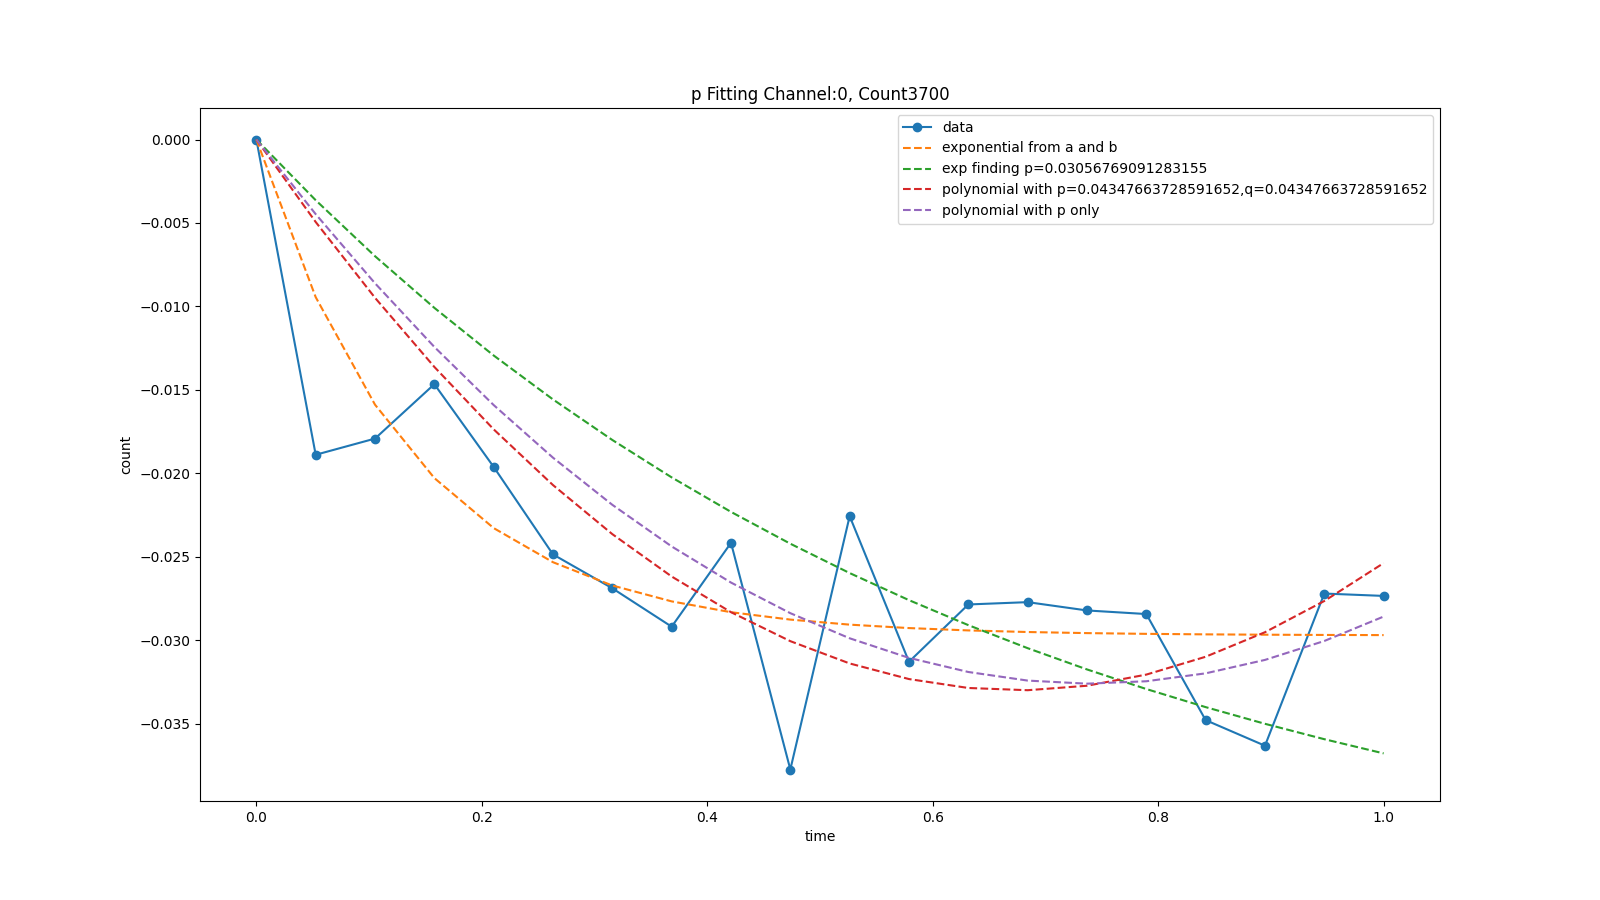 p Fitting Channel:0, Count3700
data
exponential from a and b
exp finding p=0.03056769091283155
polynomial with p=0.04347663728591652,q=0.04347663728591652
polynomial with p only
0.000
−0.005
−0.010
−0.015
−0.020
−0.025
−0.030
−0.035
count
0.0 0.2 0.4 0.6 0.8 1.0
time